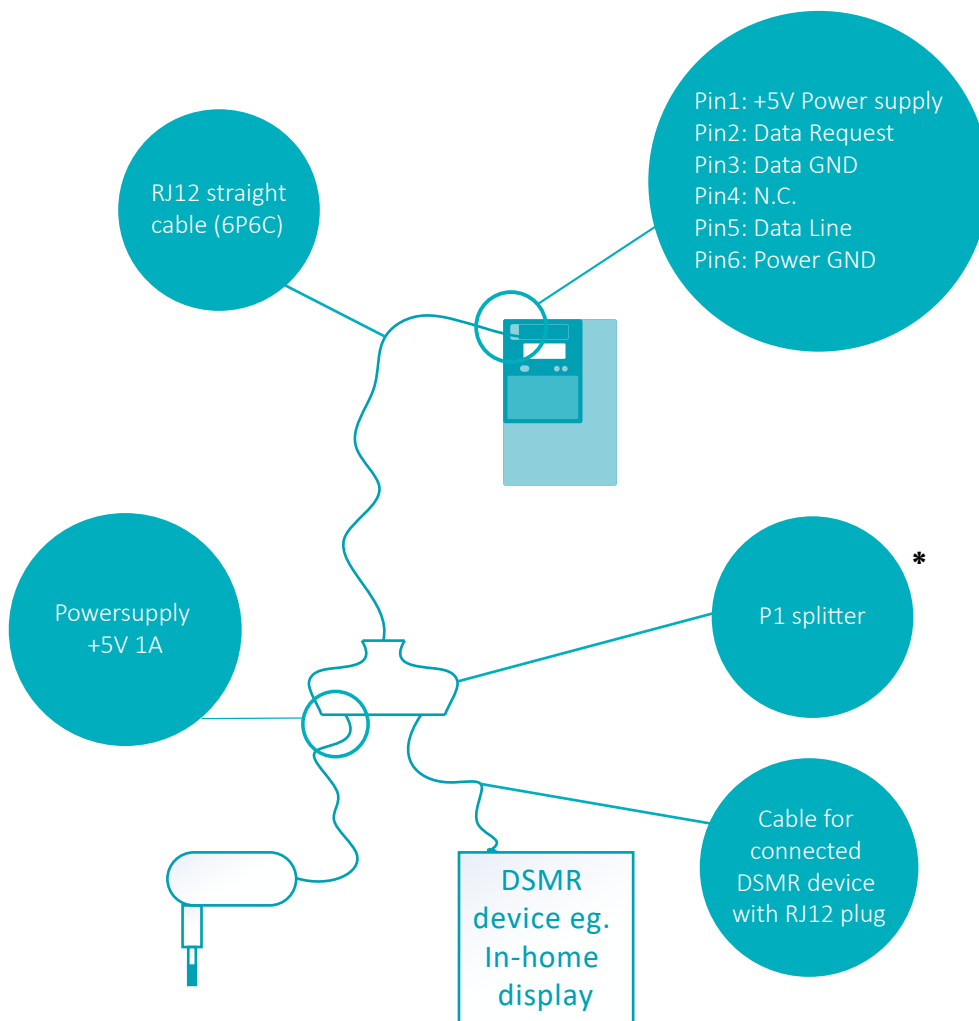 Pin1: +5V Power supply
Pin2: Data Request
Pin3: Data GND
Pin4: N.C.
Pin5: Data Line
Pin6: Power GND
RJ12 straight
cable (6P6C)
*
P1 splitter
Powersupply
+5V 1A
Cable for
connected
DSMR device
with RJ12 plug
DSMR
device eg.
In-home
display